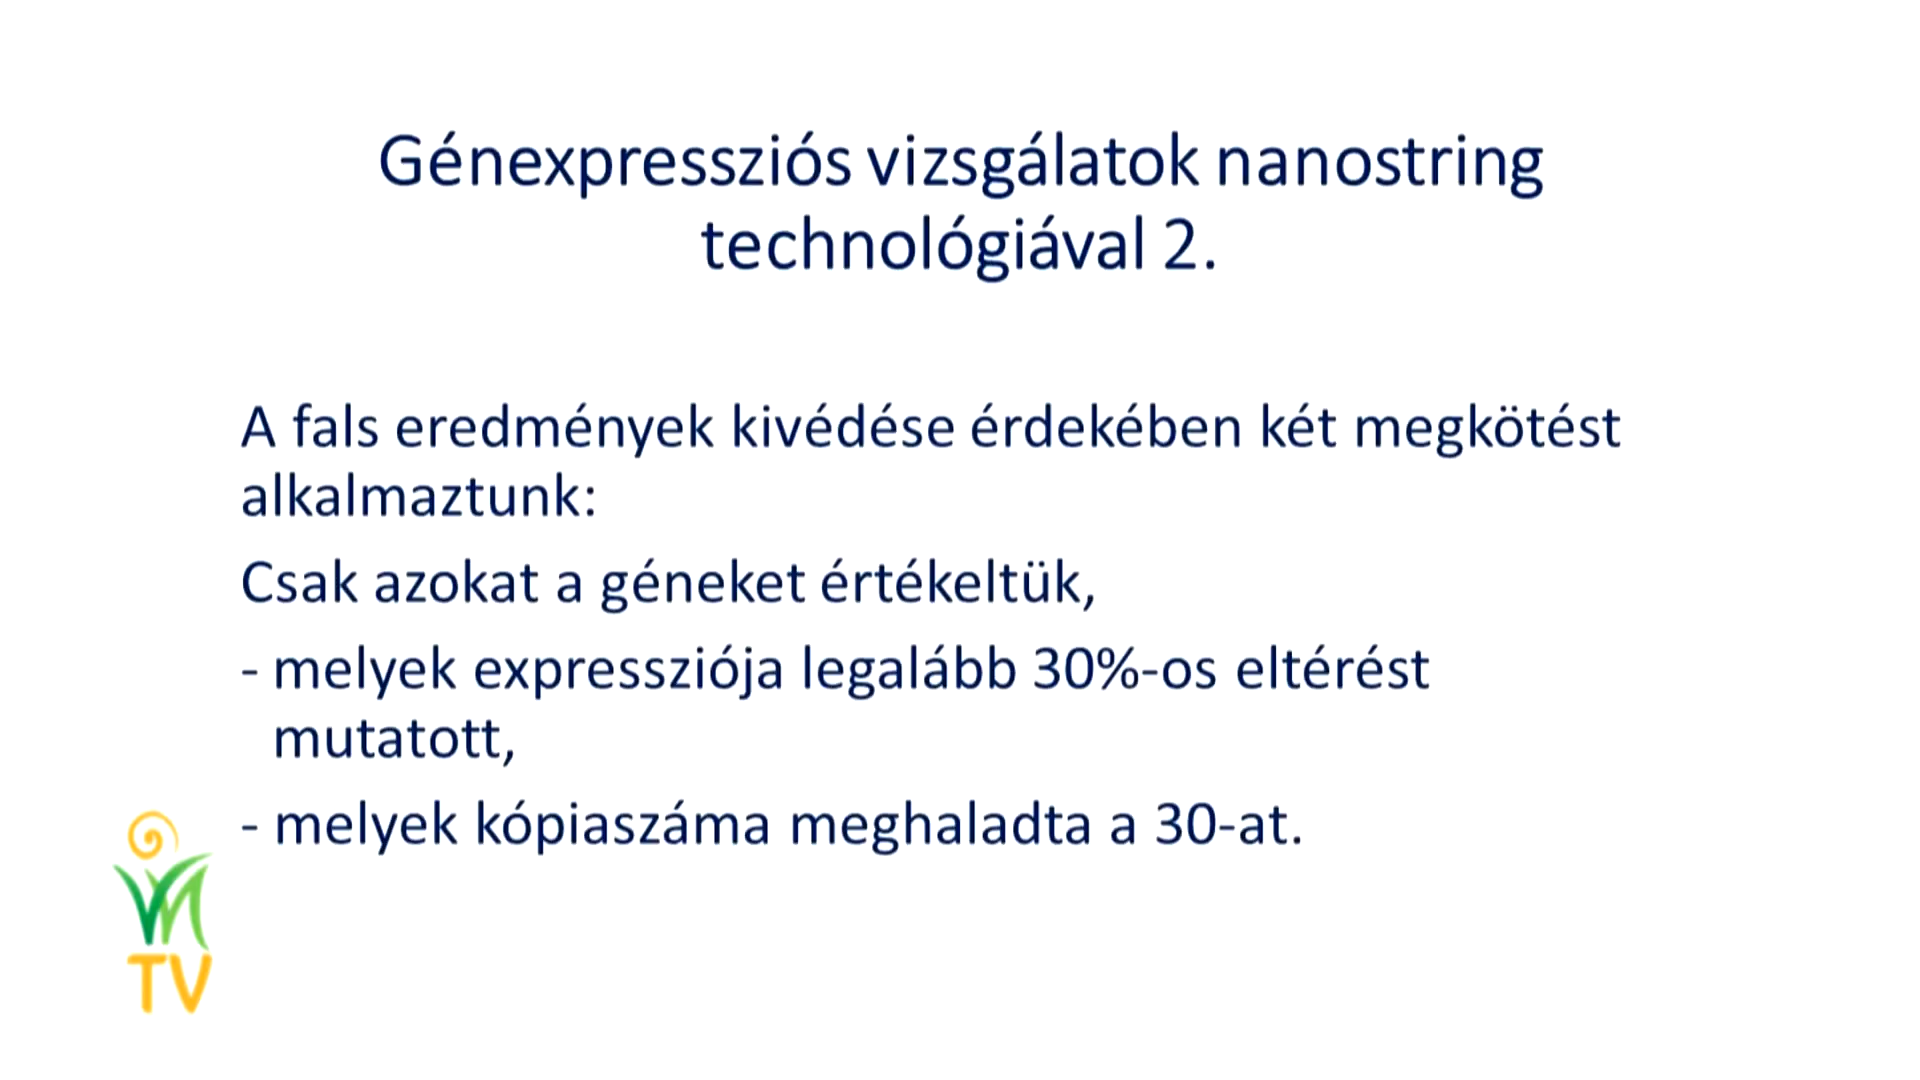 Génexpressziós vizsgálatok nanostring
technológiával 2.
A fals eredmények kivédése érdekében két megkötést
alkalmaztunk:
Csak azokat a géneket értékeltük,
- melyek expressziója legalább 30%-os eltérést
mutatott,
- melyek kópiaszáma meghaladta a 30-at.
VM
TV